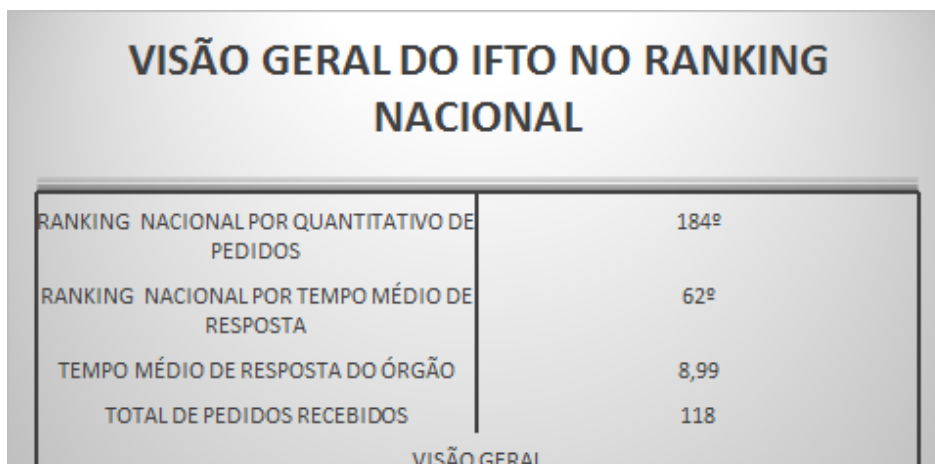 VISÃO GERAL DO IFTO NO RANKING
NACIONAL
RANKING NACIONAL POR QUANTITATIVO DE
PEDIDOS
184º
RANKING NACIONAL POR TEMPO MÉDIO DE
RESPOSTA
62º
TEMPO MÉDIO DE RESPOSTA DO ÓRGÃO
8,99
TOTAL DE PEDIDOS RECEBIDOS
118
VISÃO GERAL